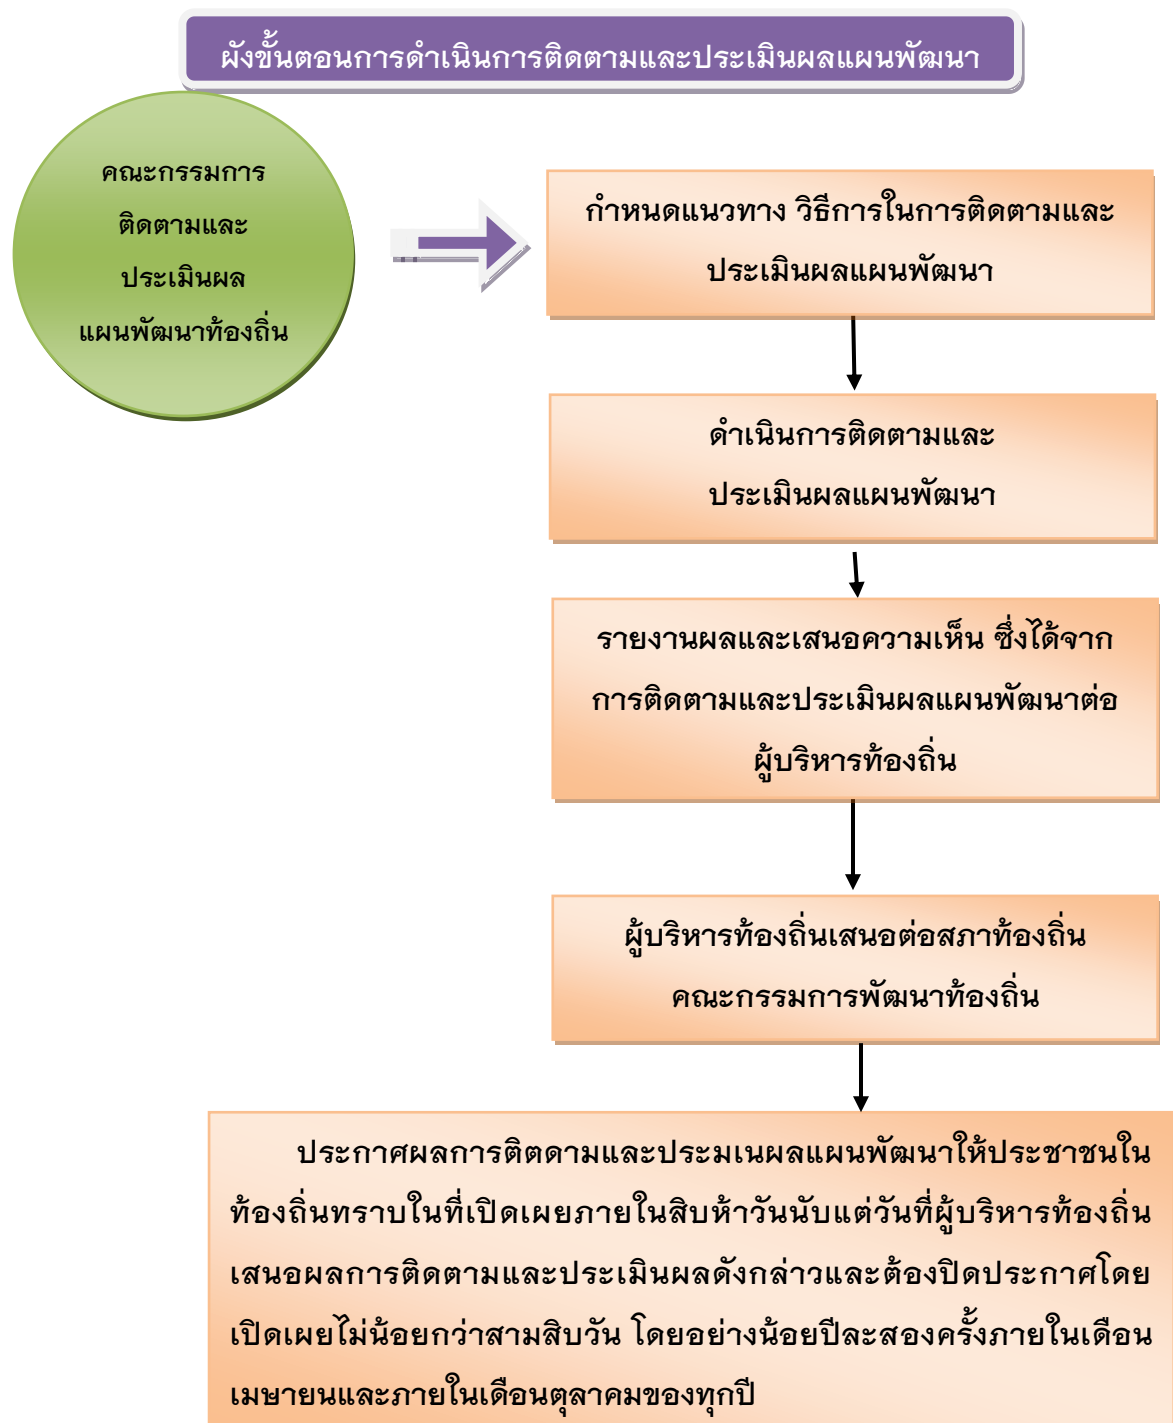 ผังขั้นตอนการดำเนินการติดตามและประเมินผลแผนพัฒนา
คณะกรรมการ
ติดตามและ
ประเมินผล
แผนพัฒนาท้องถิ่น
กำหนดแนวทาง วิธีการในการติดตามและ
ประเมินผลแผนพัฒนา
ดำเนินการติดตามและ
ประเมินผลแผนพัฒนา
รายงานผลและเสนอความเห็น ซึ่งได้จาก
การติดตามและประเมินผลแผนพัฒนาต่อ
ผู้บริหารท้องถิ่น
ผู้บริหารท้องถิ่นเสนอต่อสภาท้องถิ่น
คณะกรรมการพัฒนาท้องถิ่น
ประกาศผลการติตดามและประมเนผลแผนพัฒนาให้ประชาชนใน
ท้องถิ่นทราบในที่เปิดเผยภายในสิบห้าวันนับแต่วันที่ผู้บริหารท้องถิ่น
เสนอผลการติดตามและประเมินผลดังกล่าวและต้องปิดประกาศโดย
เปิดเผยไม่น้อยกว่าสามสิบวัน โดยอย่างน้อยปีละสองครั้งภายในเดือน
เมษายนและภายในเดือนตุลาคมของทุกปี